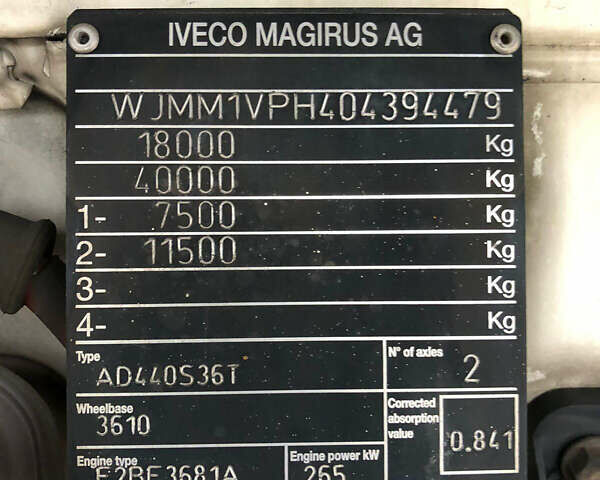 IVECO MAGIRUS AG
WJMM1VPH404394479
18000 Kg
40000 Kg
1- 7500 Kg
2- 11500 Kg
3- Kg
4- Kg
Type N° of axles
AD440S36T 2
Wheelbase Corrected absorption value
3610 0.841
Engine type Engine power kW
F2BE3681A 265